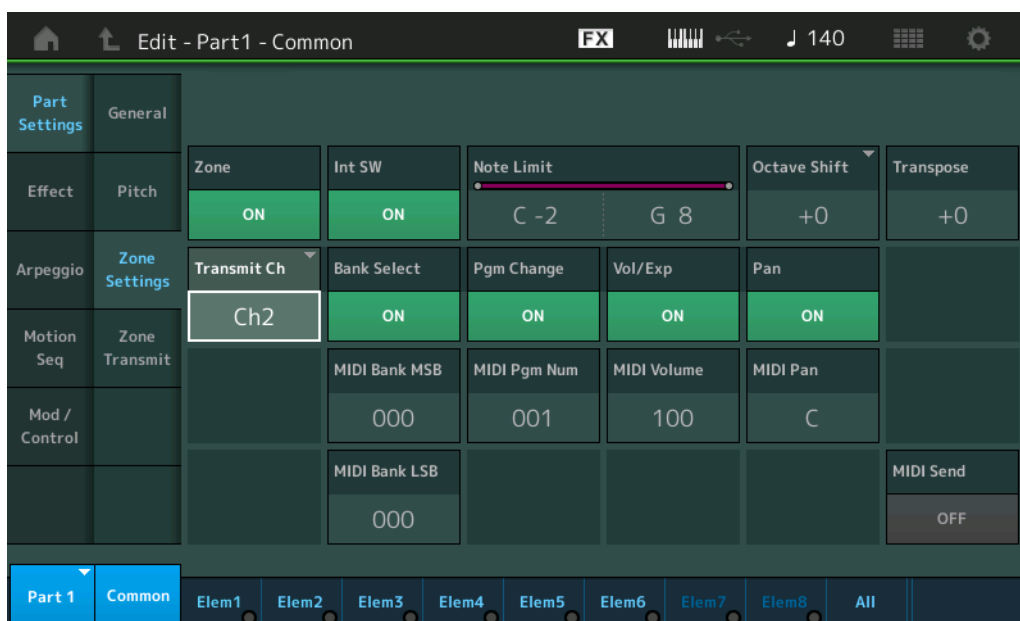 Edit - Part1 - Common
FX
♩ 140
Part
Settings
General
Effect
Pitch
Arpeggio
Zone
Settings
Motion
Seq
Zone
Transmit
Mod /
Control
Zone
Int SW
Note Limit
Octave Shift
Transpose
ON
ON
C -2
G 8
+0
+0
Transmit Ch
Bank Select
Pgm Change
Vol/Exp
Pan
Ch2
ON
ON
ON
ON
MIDI Bank MSB
MIDI Pgm Num
MIDI Volume
MIDI Pan
000
001
100
C
MIDI Bank LSB
MIDI Send
000
OFF
Part 1
Common
Elem1
Elem2
Elem3
Elem4
Elem5
Elem6
Elem7
Elem8
All